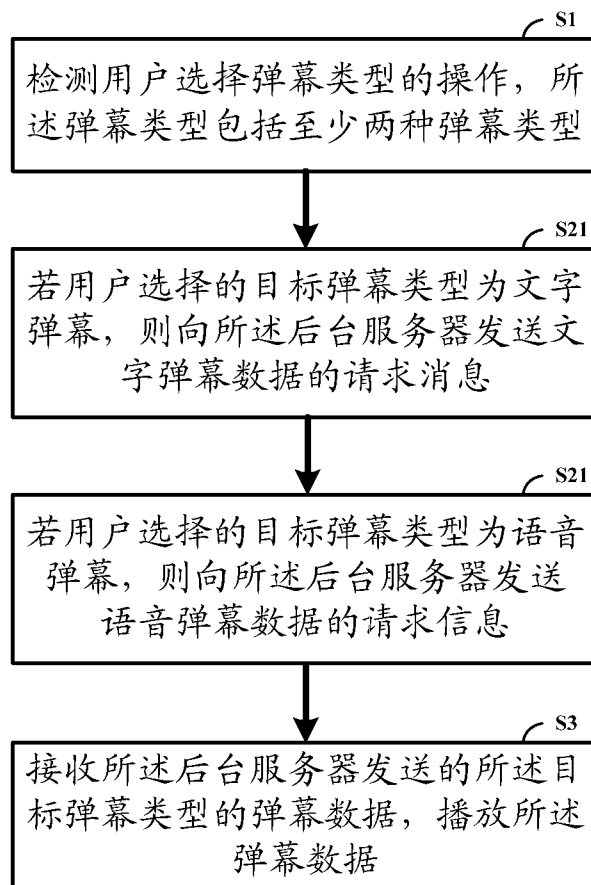 S1
检测用户选择弹幕类型的操作，所
述弹幕类型包括至少两种弹幕类型
S21
若用户选择的目标弹幕类型为文字
弹幕，则向所述后台服务器发送文
字弹幕数据的请求消息
S21
若用户选择的目标弹幕类型为语音
弹幕，则向所述后台服务器发送
语音弹幕数据的请求信息
S3
接收所述后台服务器发送的所述目
标弹幕类型的弹幕数据，播放所述
弹幕数据